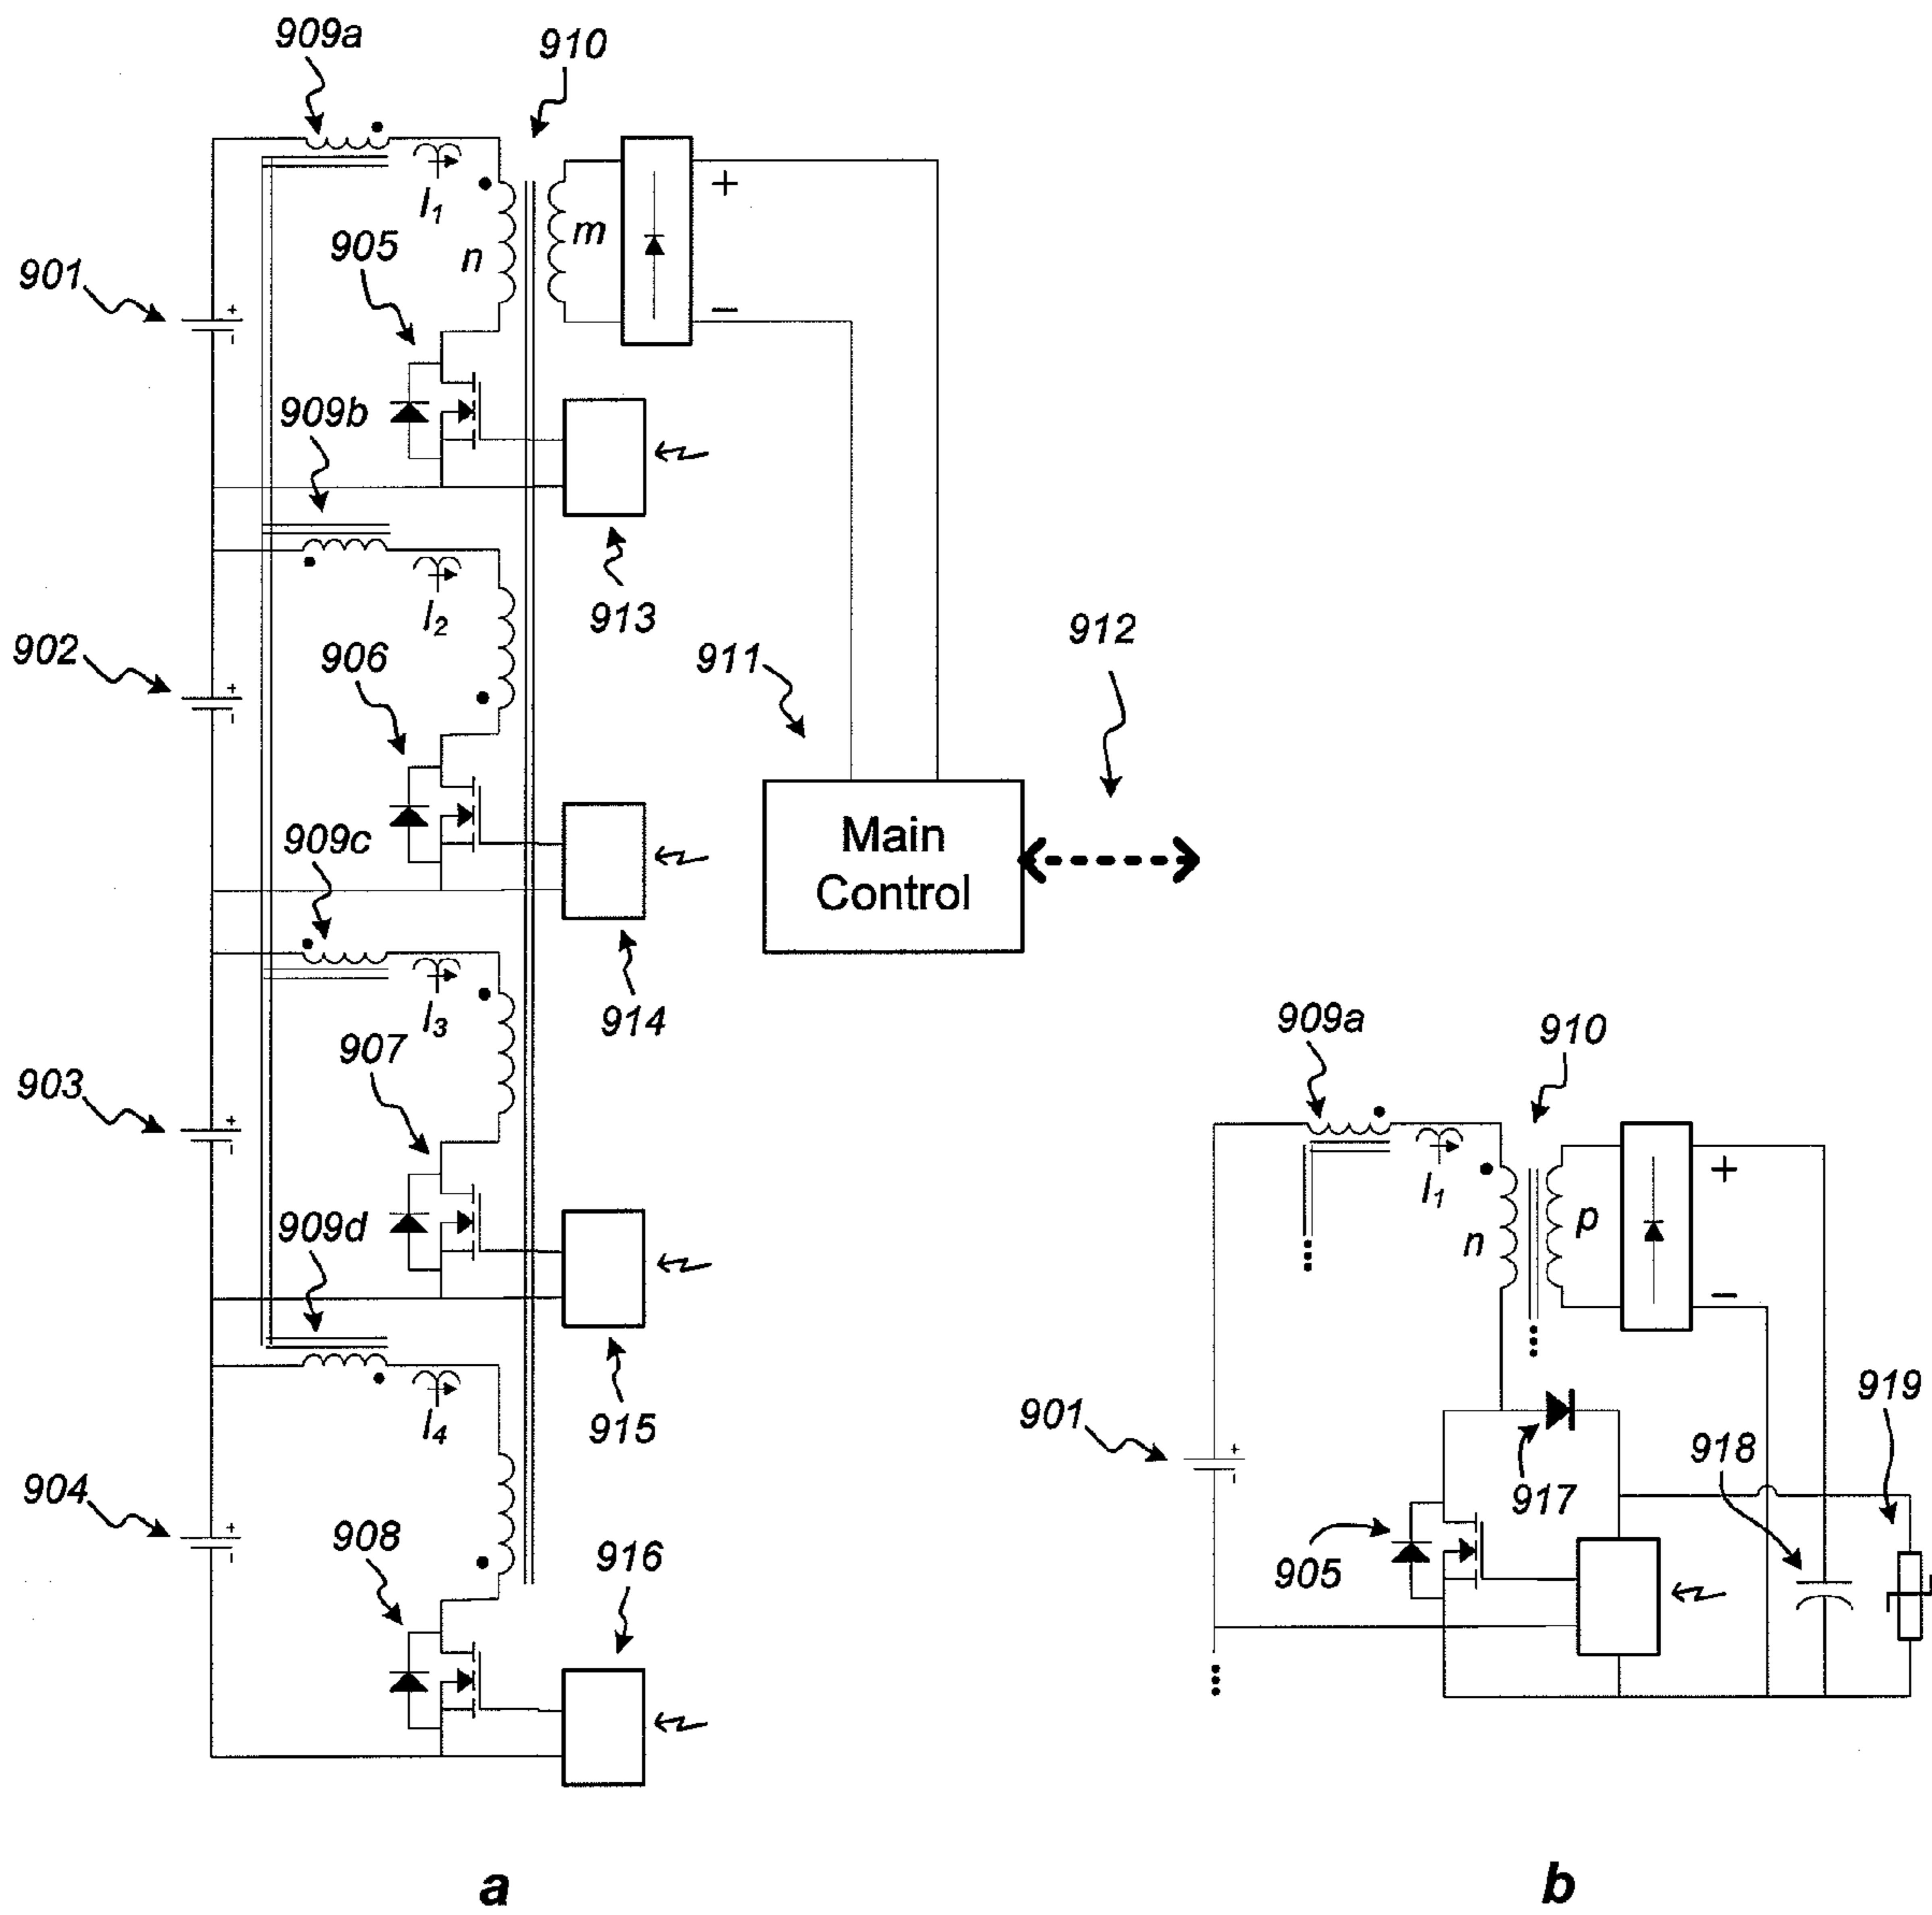 909a
910
I1
m
+
905
n
901
+
-
−
909b
913
I2
902
+
-
906
911
912
Main
Control
909c
914
I3
907
903
+
-
909d
915
I4
904
+
-
908
916
a
909a
910
I1
+
n
p
−
901
+
-
917
918
919
905
b